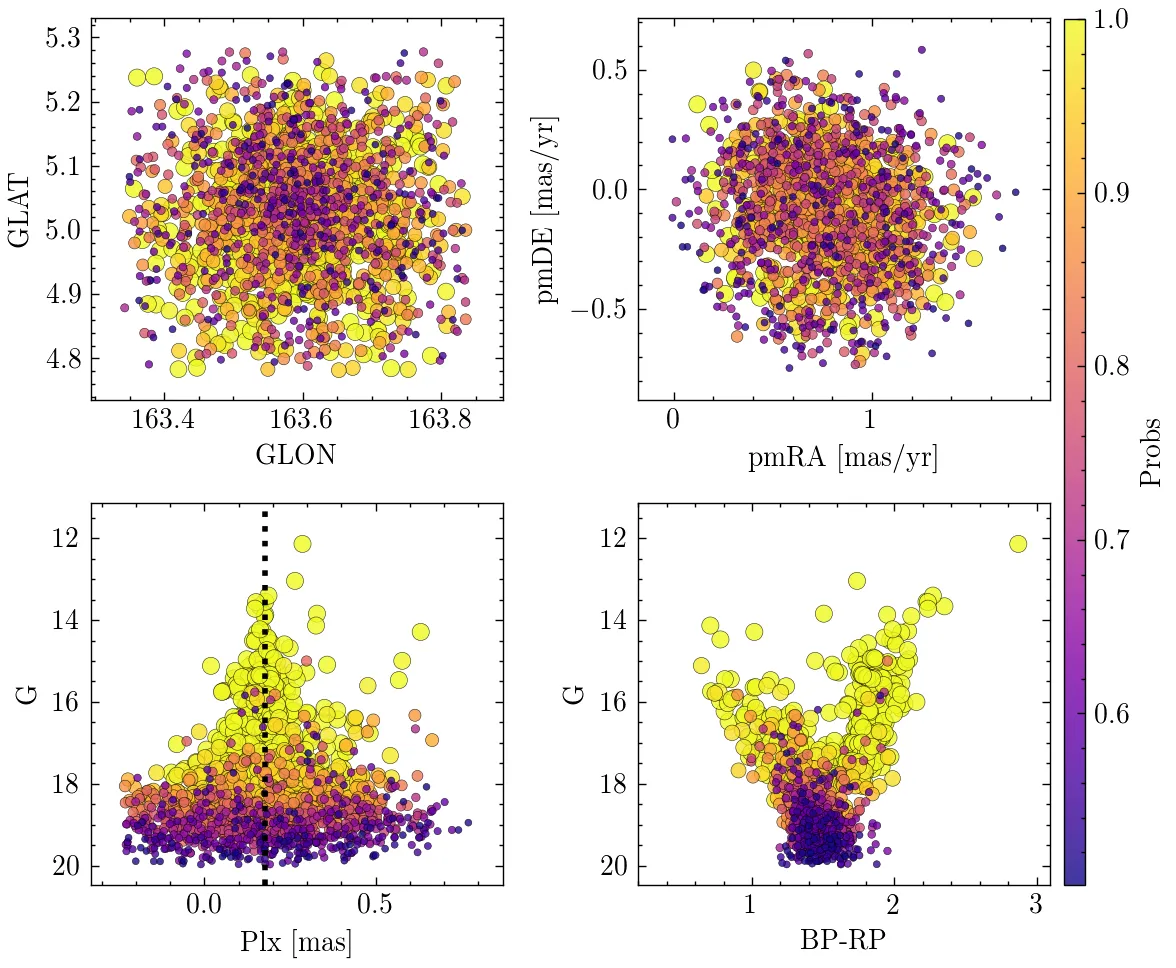 5.3
5.2
5.1
5.0
4.9
4.8
GLAT
163.4 163.6 163.8
GLON
0.5
0.0
−0.5
pmDE [mas/yr]
0 1
pmRA [mas/yr]
12
14
16
18
20
G
0.0 0.5
Plx [mas]
12
14
16
18
20
G
1 2 3
BP-RP
1.0
0.9
0.8
0.7
0.6
Probs